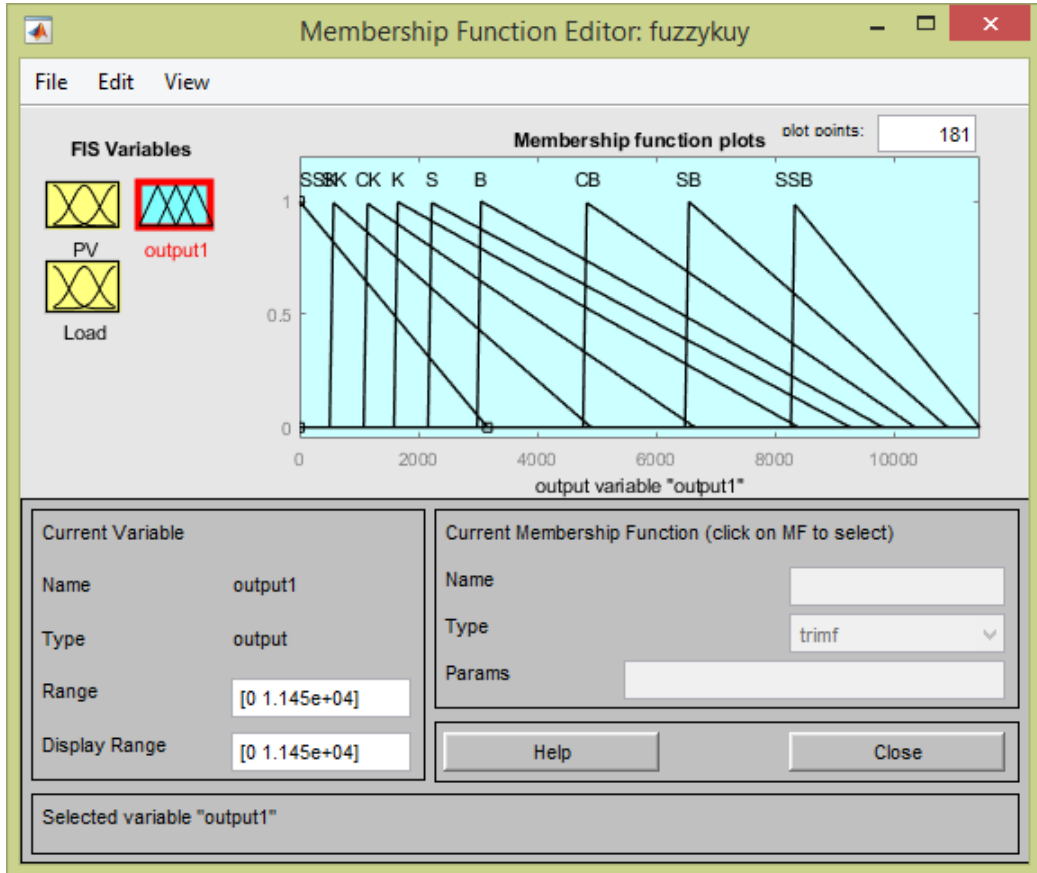 Membership Function Editor: fuzzykuy
File Edit View
FIS Variables
PV
output1
Load
Membership function plots
plot points:
181
SSK SK CK K S B CB SB SSB
1
0.5
0
0 2000 4000 6000 8000 10000
output variable "output1"
Current Variable
Name output1
Type output
Range [0 1.145e+04]
Display Range [0 1.145e+04]
Current Membership Function (click on MF to select)
Name
Type trimf
Params
Help
Close
Selected variable "output1"